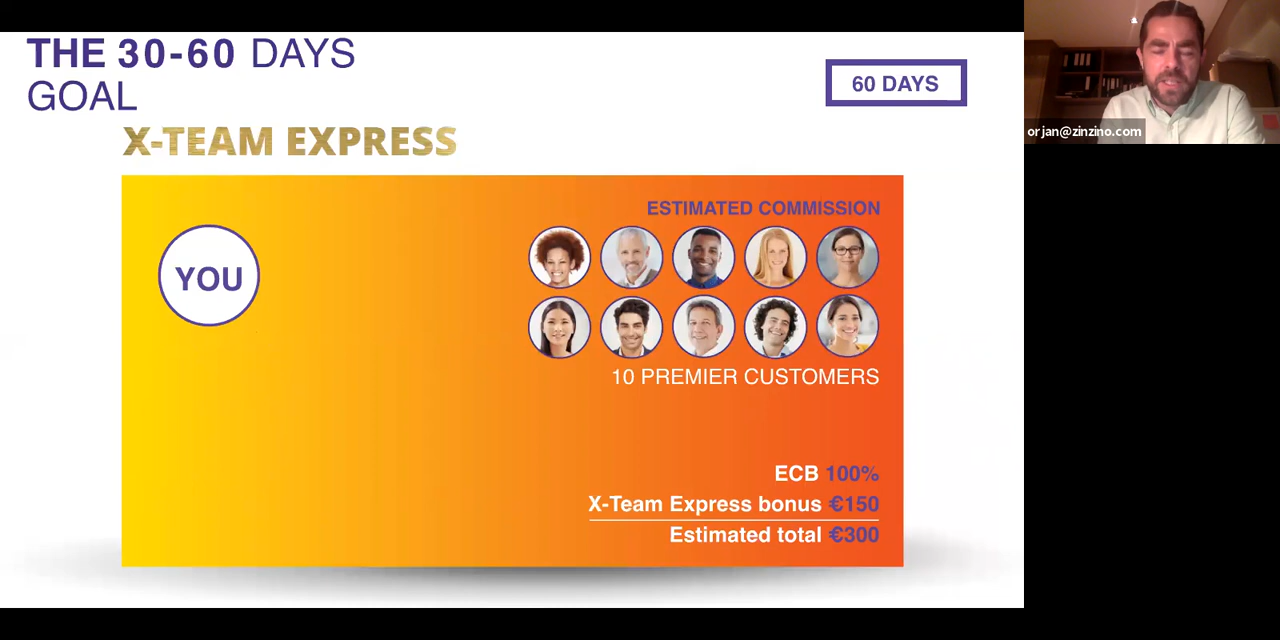 THE 30-60 DAYS
GOAL
60 DAYS
X-TEAM EXPRESS
orjan@zinzino.com
YOU
ESTIMATED COMMISSION
10 PREMIER CUSTOMERS
ECB 100%
X-Team Express bonus €150
Estimated total €300